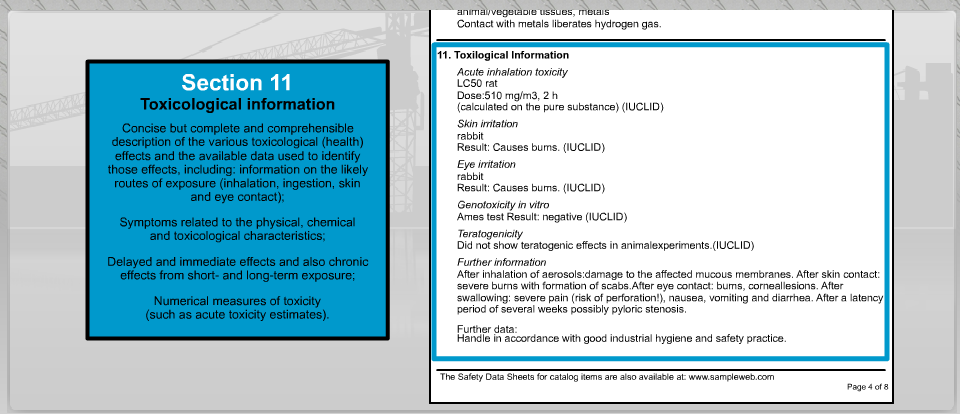 Section 11
Toxicological information
Concise but complete and comprehensible
description of the various toxicological (health)
effects and the available data used to identify
those effects, including: information on the likely
routes of exposure (inhalation, ingestion, skin
and eye contact);
Symptoms related to the physical, chemical
and toxicological characteristics;
Delayed and immediate effects and also chronic
effects from short- and long-term exposure;
Numerical measures of toxicity
(such as acute toxicity estimates).
animal/vegetable tissues, metals
Contact with metals liberates hydrogen gas.
11. Toxilogical Information
Acute inhalation toxicity
LC50 rat
Dose:510 mg/m3, 2 h
(calculated on the pure substance) (IUCLID)
Skin irritation
rabbit
Result: Causes burns. (IUCLID)
Eye irritation
rabbit
Result: Causes burns. (IUCLID)
Genotoxicity in vitro
Ames test Result: negative (IUCLID)
Teratogenicity
Did not show teratogenic effects in animalexperiments.(IUCLID)
Further information
After inhalation of aerosols:damage to the affected mucous membranes. After skin contact:
severe burns with formation of scabs.After eye contact: burns, corneallesions. After
swallowing: severe pain (risk of perforation!), nausea, vomiting and diarrhea. After a latency
period of several weeks possibly pyloric stenosis.
Further data:
Handle in accordance with good industrial hygiene and safety practice.
The Safety Data Sheets for catalog items are also available at: www.sampleweb.com
Page 4 of 8